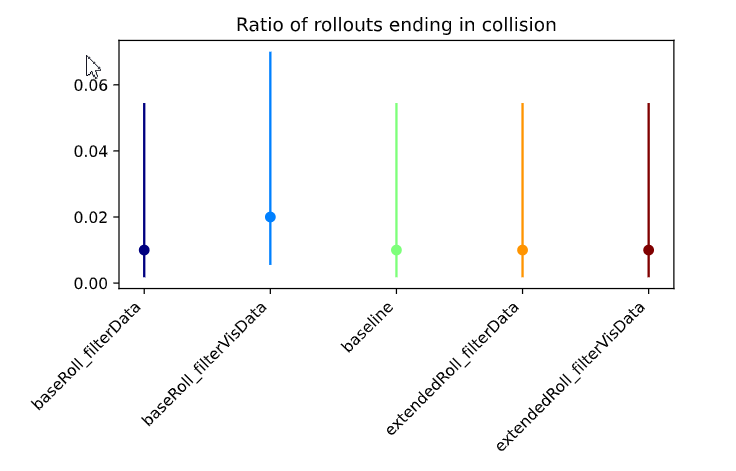 Ratio of rollouts ending in collision
0.06
0.04
0.02
0.00
baseRoll_filterData
baseRoll_filterVisData
baseline
extendedRoll_filterData
extendedRoll_filterVisData